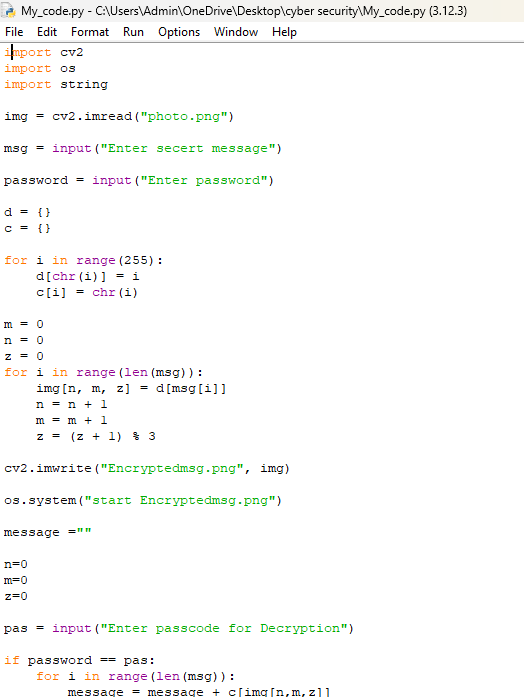 My_code.py - C:\Users\Admin\OneDrive\Desktop\cyber security\My_code.py (3.12.3)
File Edit Format Run Options Window Help
import cv2
import os
import string

img = cv2.imread("photo.png")

msg = input("Enter secert message")

password = input("Enter password")

d = {}
c = {}

for i in range(255):
    d[chr(i)] = i
    c[i] = chr(i)

m = 0
n = 0
z = 0
for i in range(len(msg)):
    img[n, m, z] = d[msg[i]]
    n = n + 1
    m = m + 1
    z = (z + 1) % 3

cv2.imwrite("Encryptedmsg.png", img)

os.system("start Encryptedmsg.png")

message =""

n=0
m=0
z=0

pas = input("Enter passcode for Decryption")

if password == pas:
    for i in range(len(msg)):
        message = message + c[img[n,m,z]]